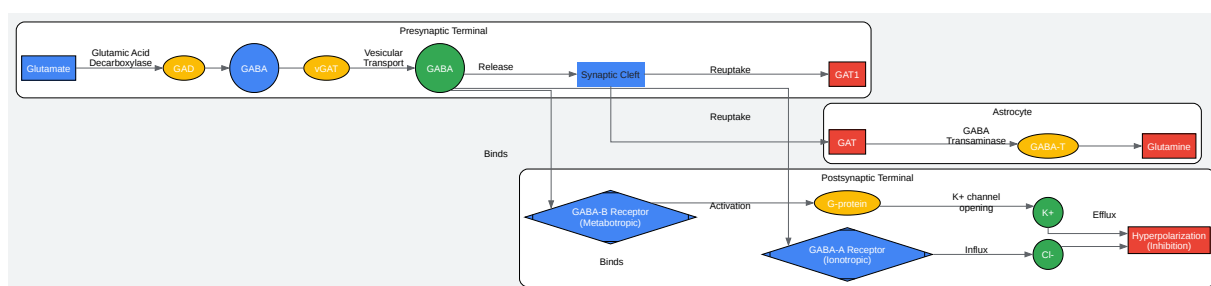 Presynaptic Terminal
Glutamate
Glutamic Acid
Decarboxylase
GAD
GABA
vGAT
Vesicular
Transport
GABA
Release
Synaptic Cleft
Reuptake
GAT1
Astrocyte
Reuptake
GAT
GABA
Transaminase
GABA-T
Glutamine
Binds
Postsynaptic Terminal
GABA-B Receptor
(Metabotropic)
Activation
G-protein
K+ channel
opening
K+
Efflux
Hyperpolarization
(Inhibition)
Binds
GABA-A Receptor
(Ionotropic)
Influx
Cl-